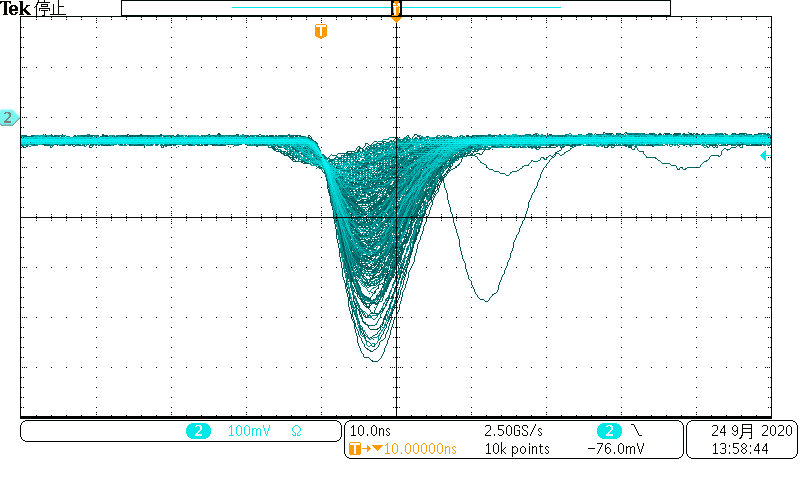 Tek 停止
T
T
2
2 100mV Ω
10.0ns 2.50GS/s 2
T→▼10.00000ns 10k points -76.0mV
24 9月 2020
13:58:44